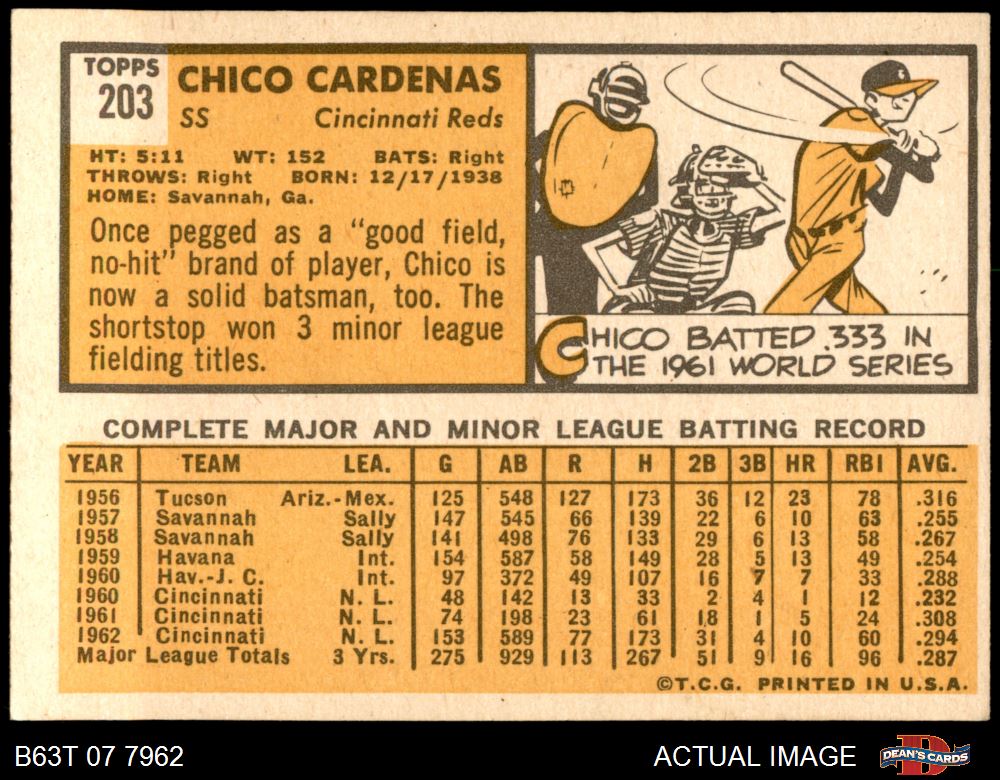 TOPPS
203
CHICO CARDENAS
SS Cincinnati Reds
HT: 5:11 WT: 152 BATS: Right
THROWS: Right BORN: 12/17/1938
HOME: Savannah, Ga.
Once pegged as a "good field,
no-hit" brand of player, Chico is
now a solid batsman, too. The
shortstop won 3 minor league
fielding titles.
CHICO BATTED .333 IN
THE 1961 WORLD SERIES
COMPLETE MAJOR AND MINOR LEAGUE BATTING RECORD
YEAR TEAM LEA. G AB R H 2B 3B HR RBI AVG.
1956 Tucson Ariz.-Mex. 125 548 127 173 36 12 23 78 .316
1957 Savannah Sally 147 545 66 139 22 6 10 63 .255
1958 Savannah Sally 141 498 76 133 29 6 13 58 .267
1959 Havana Int. 154 587 58 149 28 5 13 49 .254
1960 Hav.-J. C. Int. 97 372 49 107 16 7 7 33 .288
1960 Cincinnati N. L. 48 142 13 33 2 4 1 12 .232
1961 Cincinnati N. L. 74 198 23 61 18 1 5 24 .308
1962 Cincinnati N. L. 153 589 77 173 31 4 10 60 .294
Major League Totals 3 Yrs. 275 929 113 267 51 9 16 96 .287
©T.C.G. PRINTED IN U.S.A.
B63T 07 7962 ACTUAL IMAGE DEAN'S CARDS